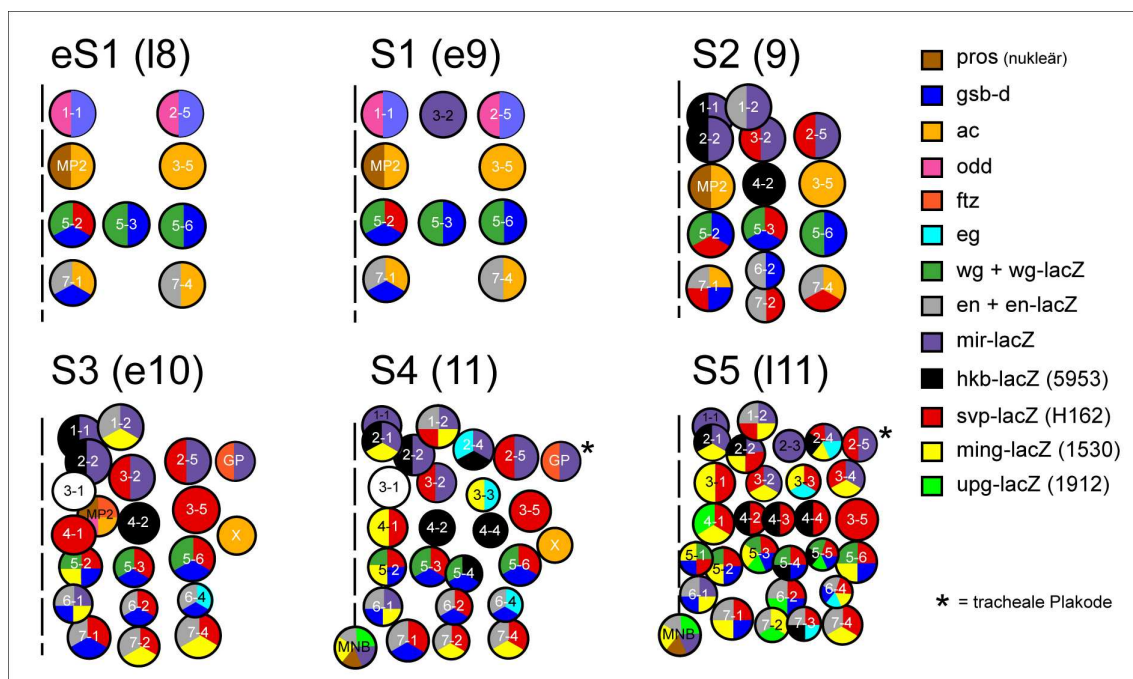 eS1 (l8)
1-1 2-5
MP2 3-5
5-2 5-3 5-6
7-1 7-4
S1 (e9)
1-1 3-2 2-5
MP2 3-5
5-2 5-3 5-6
7-1 7-4
S2 (9)
1-1 1-2
2-2 3-2 2-5
MP2 4-2 3-5
5-2 5-3 5-6
7-1 6-2 7-4
7-2
S3 (e10)
1-1 1-2
2-2 3-2 2-5 GP
3-1
MP2 4-2 3-5
4-1 X
5-2 5-3 5-6
6-1 6-2 6-4
7-1 7-2 7-4
S4 (11)
1-1 1-2
2-1 2-2 2-4 2-5 GP *
3-1 3-2 3-3
4-1 4-2 4-4 3-5
X
5-2 5-3 5-4 5-6
6-1 6-2 6-4
MNB 7-1 7-2 7-4
S5 (l11)
1-1 1-2
2-1 2-2 2-3 2-4 2-5 *
3-1 3-2 3-3 3-4
4-1 4-2 4-3 4-4 3-5
5-1 5-2 5-3 5-4 5-5 5-6
6-1 6-2 6-4
MNB 7-1 7-2 7-3 7-4
pros (nukleär)
gsb-d
ac
odd
ftz
eg
wg + wg-lacZ
en + en-lacZ
mir-lacZ
hkb-lacZ (5953)
svp-lacZ (H162)
ming-lacZ (1530)
upg-lacZ (1912)
* = tracheale Plakode